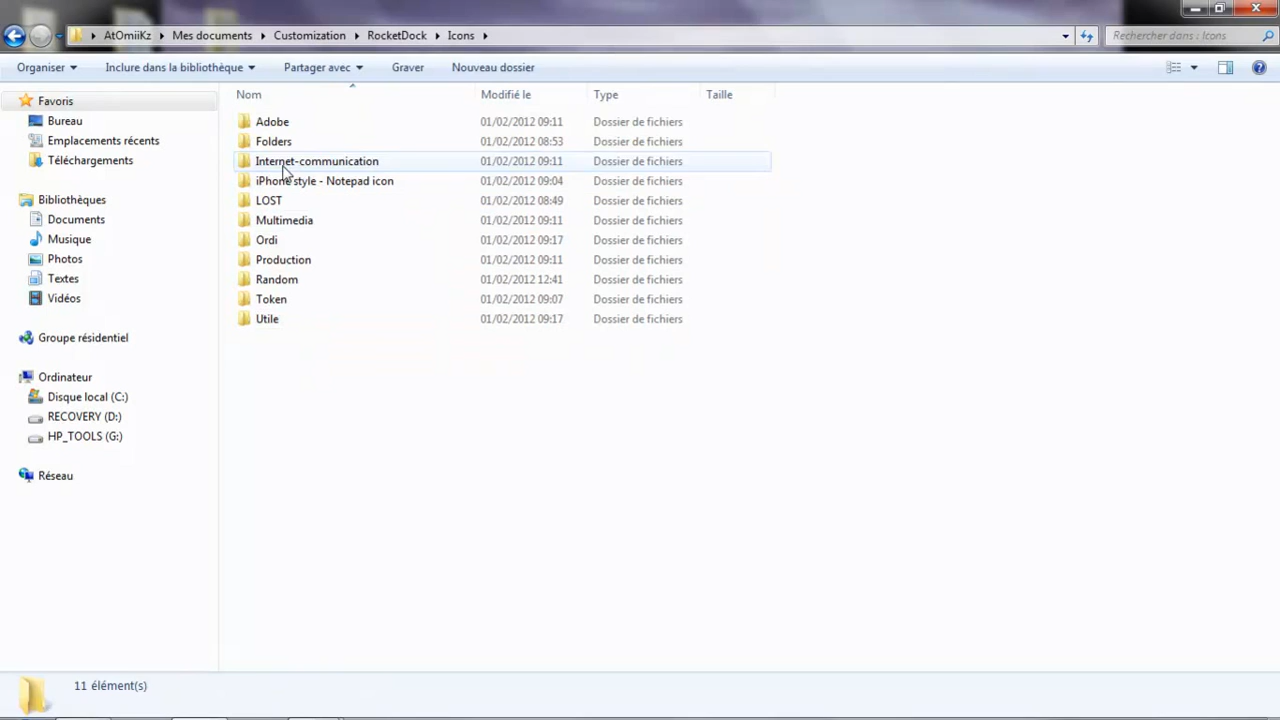 AtOmiiKz Mes documents Customization RocketDock Icons Rechercher dans : Icons
Organiser Inclure dans la bibliothèque Partager avec Graver Nouveau dossier
Favoris
Bureau
Emplacements récents
Téléchargements
Bibliothèques
Documents
Musique
Photos
Textes
Vidéos
Groupe résidentiel
Ordinateur
Disque local (C:)
RECOVERY (D:)
HP_TOOLS (G:)
Réseau
Nom Modifié le Type Taille
Adobe 01/02/2012 09:11 Dossier de fichiers
Folders 01/02/2012 08:53 Dossier de fichiers
Internet-communication 01/02/2012 09:11 Dossier de fichiers
iPhone style - Notepad icon 01/02/2012 09:04 Dossier de fichiers
LOST 01/02/2012 08:49 Dossier de fichiers
Multimedia 01/02/2012 09:11 Dossier de fichiers
Ordi 01/02/2012 09:17 Dossier de fichiers
Production 01/02/2012 09:11 Dossier de fichiers
Random 01/02/2012 12:41 Dossier de fichiers
Token 01/02/2012 09:07 Dossier de fichiers
Utile 01/02/2012 09:17 Dossier de fichiers
11 élément(s)